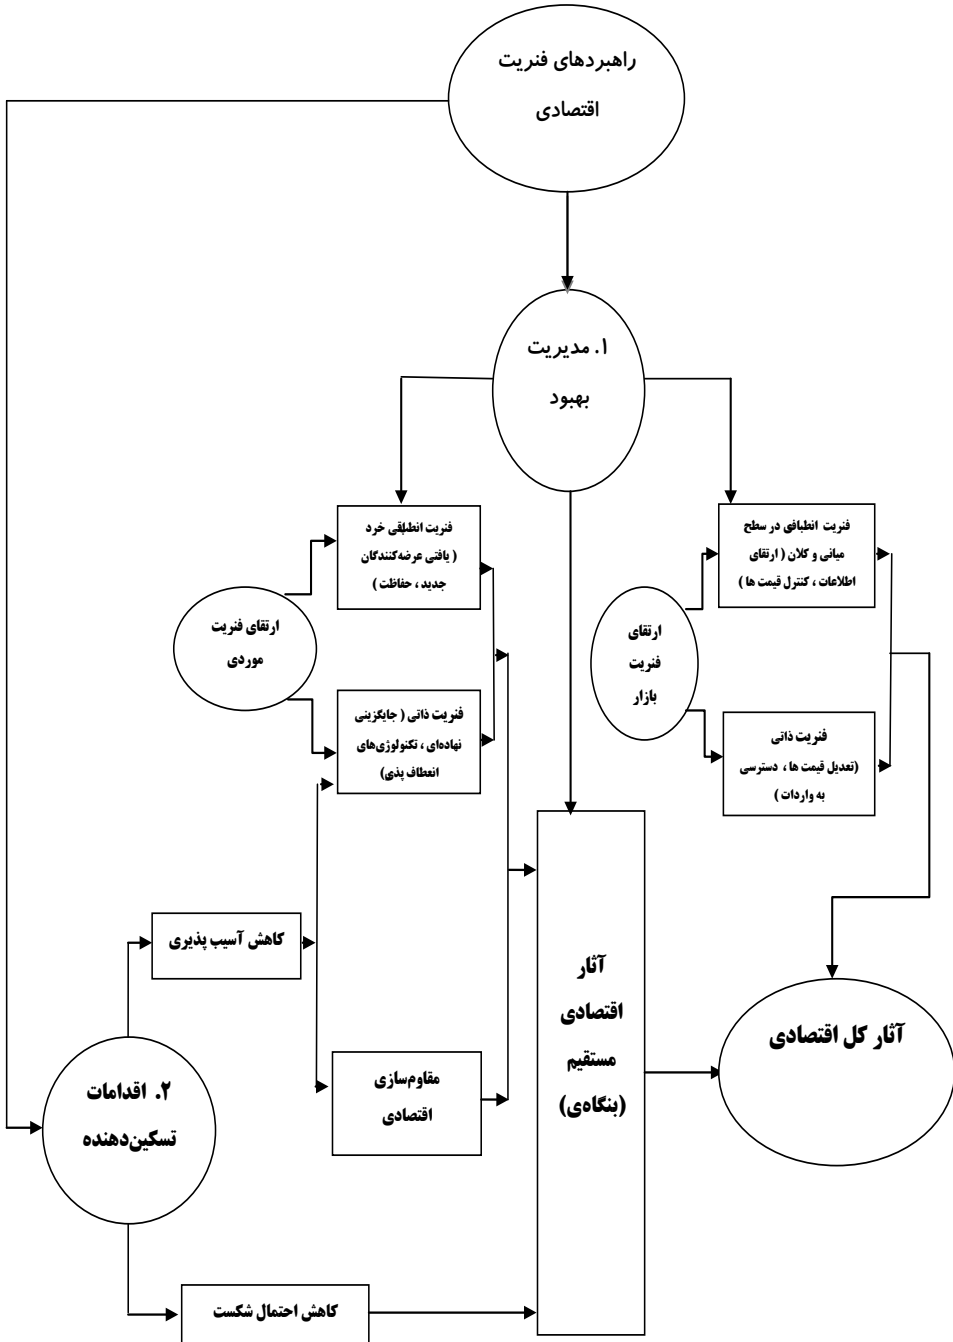 راهبردهای فنریت
اقتصادی
۱. مدیریت
بهبود
فنریت انطباقی در سطح
میانی و کلان ( ارتقای
اطلاعات ، کنترل قیمت ها )
فنریت انطباقی خرد
( یافتی عرضه‌کنندگان
جدید ، حفاظت )
ارتقای
فنریت
بازار
ارتقای فنریت
موردی
فنریت ذاتی
(تعدیل قیمت ها ، دسترسی
به واردات )
فنریت ذاتی ( جایگزینی
نهاده‌ای ، تکنولوژی‌های
انعطاف پذی)
کاهش آسیب پذیری
آثار
اقتصادی
مستقیم
(بنگاه‌ی)
آثار کل اقتصادی
مقاوم‌سازی
اقتصادی
۲. اقدامات
تسکین‌دهنده
کاهش احتمال شکست